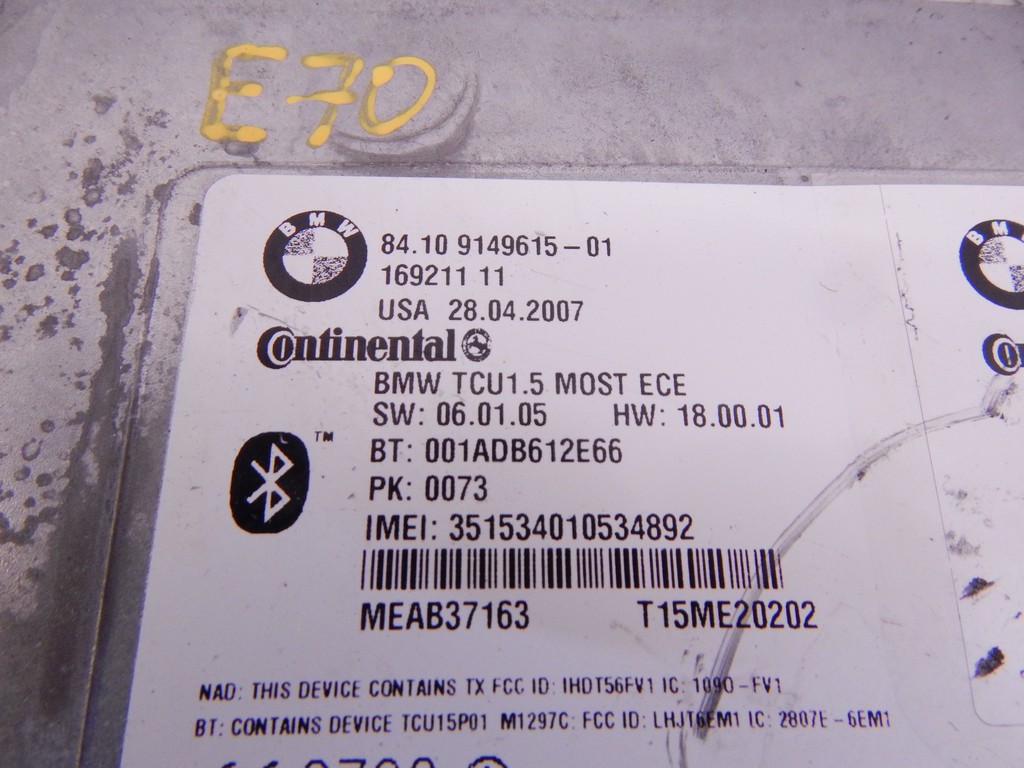 E70
BMW
84.10 9149615-01
169211 11
USA 28.04.2007
Continental
BMW TCU1.5 MOST ECE
SW: 06.01.05 HW: 18.00.01
BT: 001ADB612E66
™
PK: 0073
IMEI: 351534010534892
MEAB37163 T15ME20202
NAD: THIS DEVICE CONTAINS TX FCC ID: IHDT56FV1 IC: 1090-FV1
BT: CONTAINS DEVICE TCU15P01 M1297C: FCC ID: LHJT6EM1 IC: 2807E-6EM1